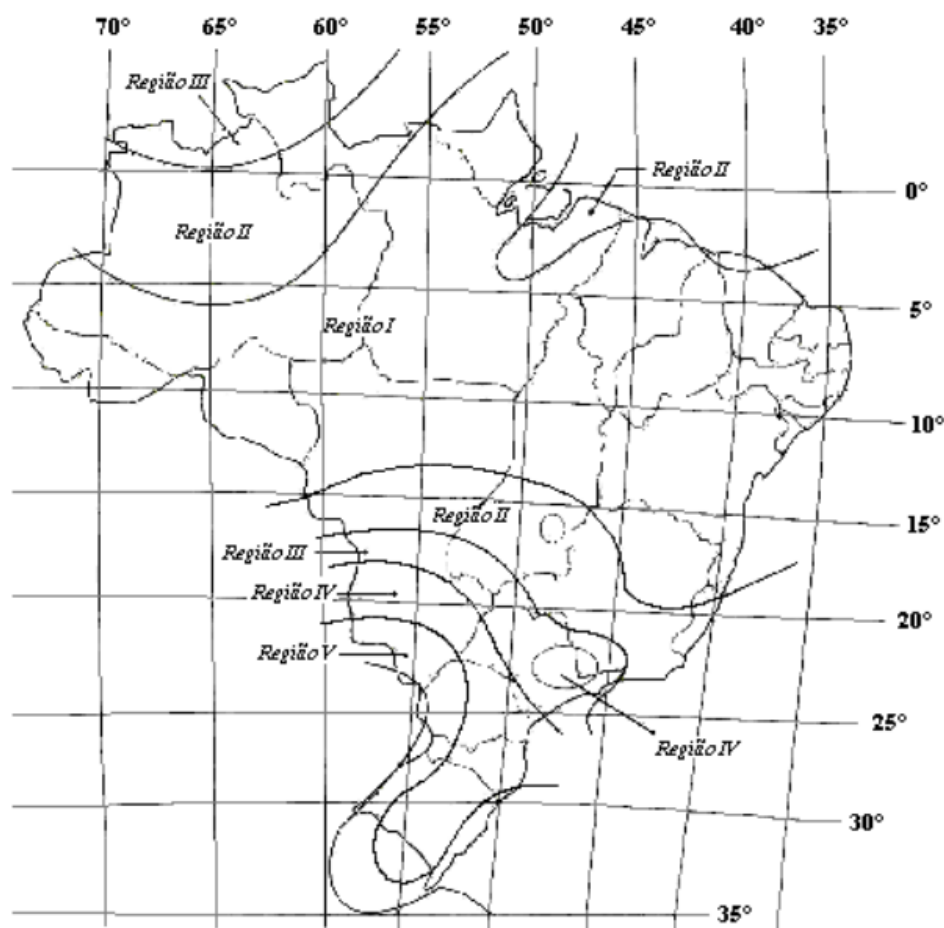 70° 65° 60° 55° 50° 45° 40° 35°
Região III
Região II
0°
Região II
5°
Região I
10°
Região II
15°
Região III
Região IV
20°
Região V
25°
Região IV
30°
35°